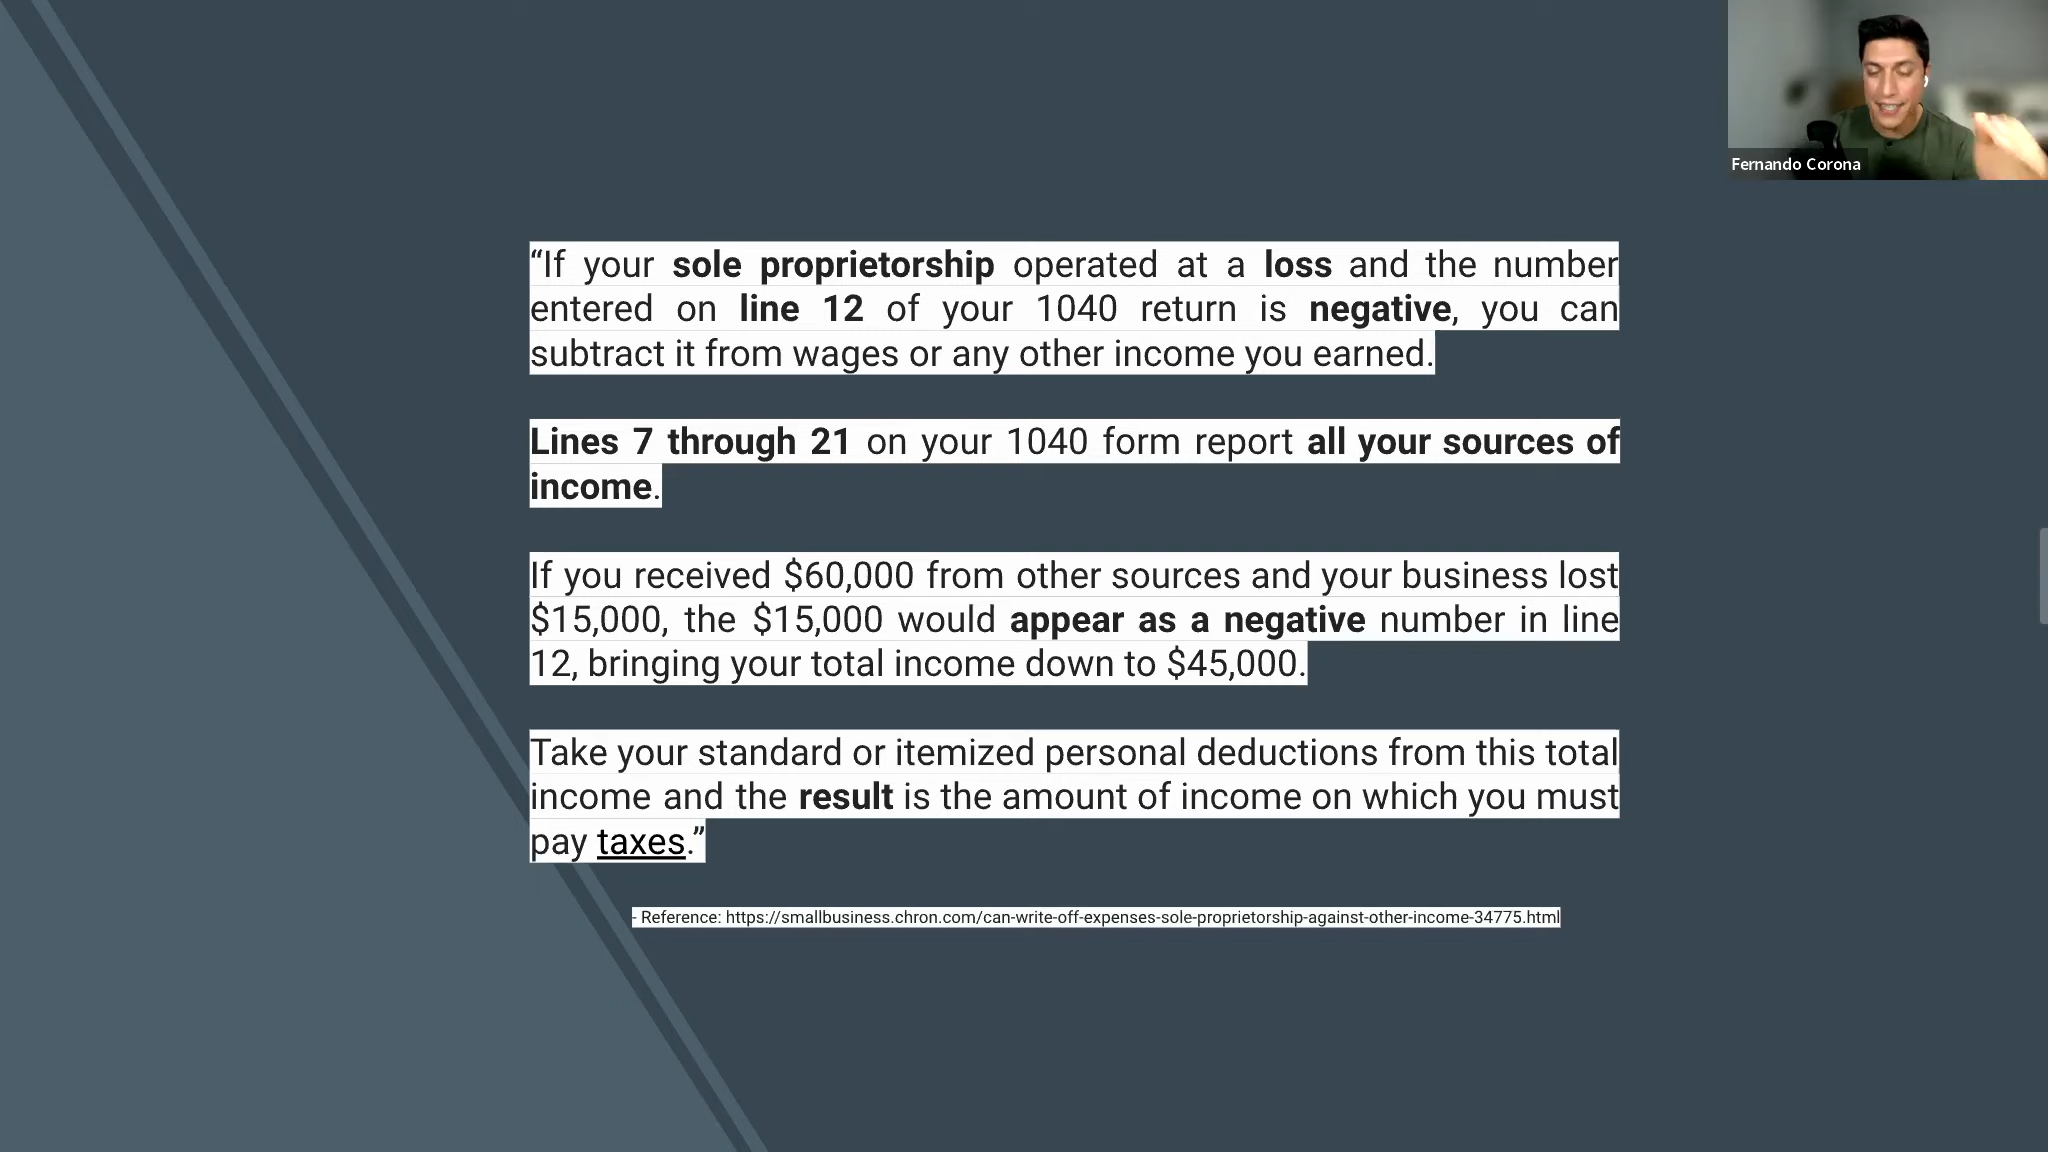 Fernando Corona
“If your sole proprietorship operated at a loss and the number
entered on line 12 of your 1040 return is negative, you can
subtract it from wages or any other income you earned.
Lines 7 through 21 on your 1040 form report all your sources of
income.
If you received $60,000 from other sources and your business lost
$15,000, the $15,000 would appear as a negative number in line
12, bringing your total income down to $45,000.
Take your standard or itemized personal deductions from this total
income and the result is the amount of income on which you must
pay taxes.”
- Reference: https://smallbusiness.chron.com/can-write-off-expenses-sole-proprietorship-against-other-income-34775.html